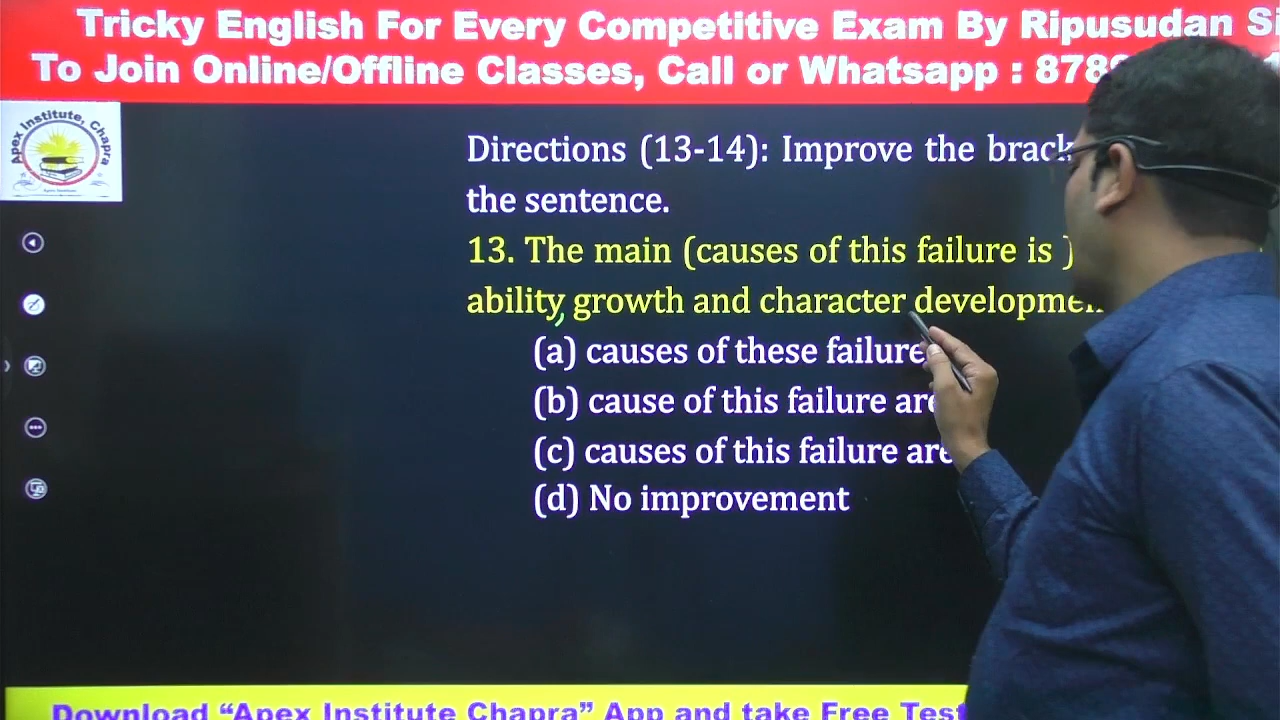 Tricky English For Every Competitive Exam By Ripusudan
To Join Online/Offline Classes, Call or Whatsapp : 878
Apex Institute, Chapra
Directions (13-14): Improve the brack
the sentence.
13. The main (causes of this failure is )
ability, growth and character developmen
(a) causes of these failure
(b) cause of this failure are
(c) causes of this failure are
(d) No improvement
Download “Apex Institute Chapra” App and take Free Test